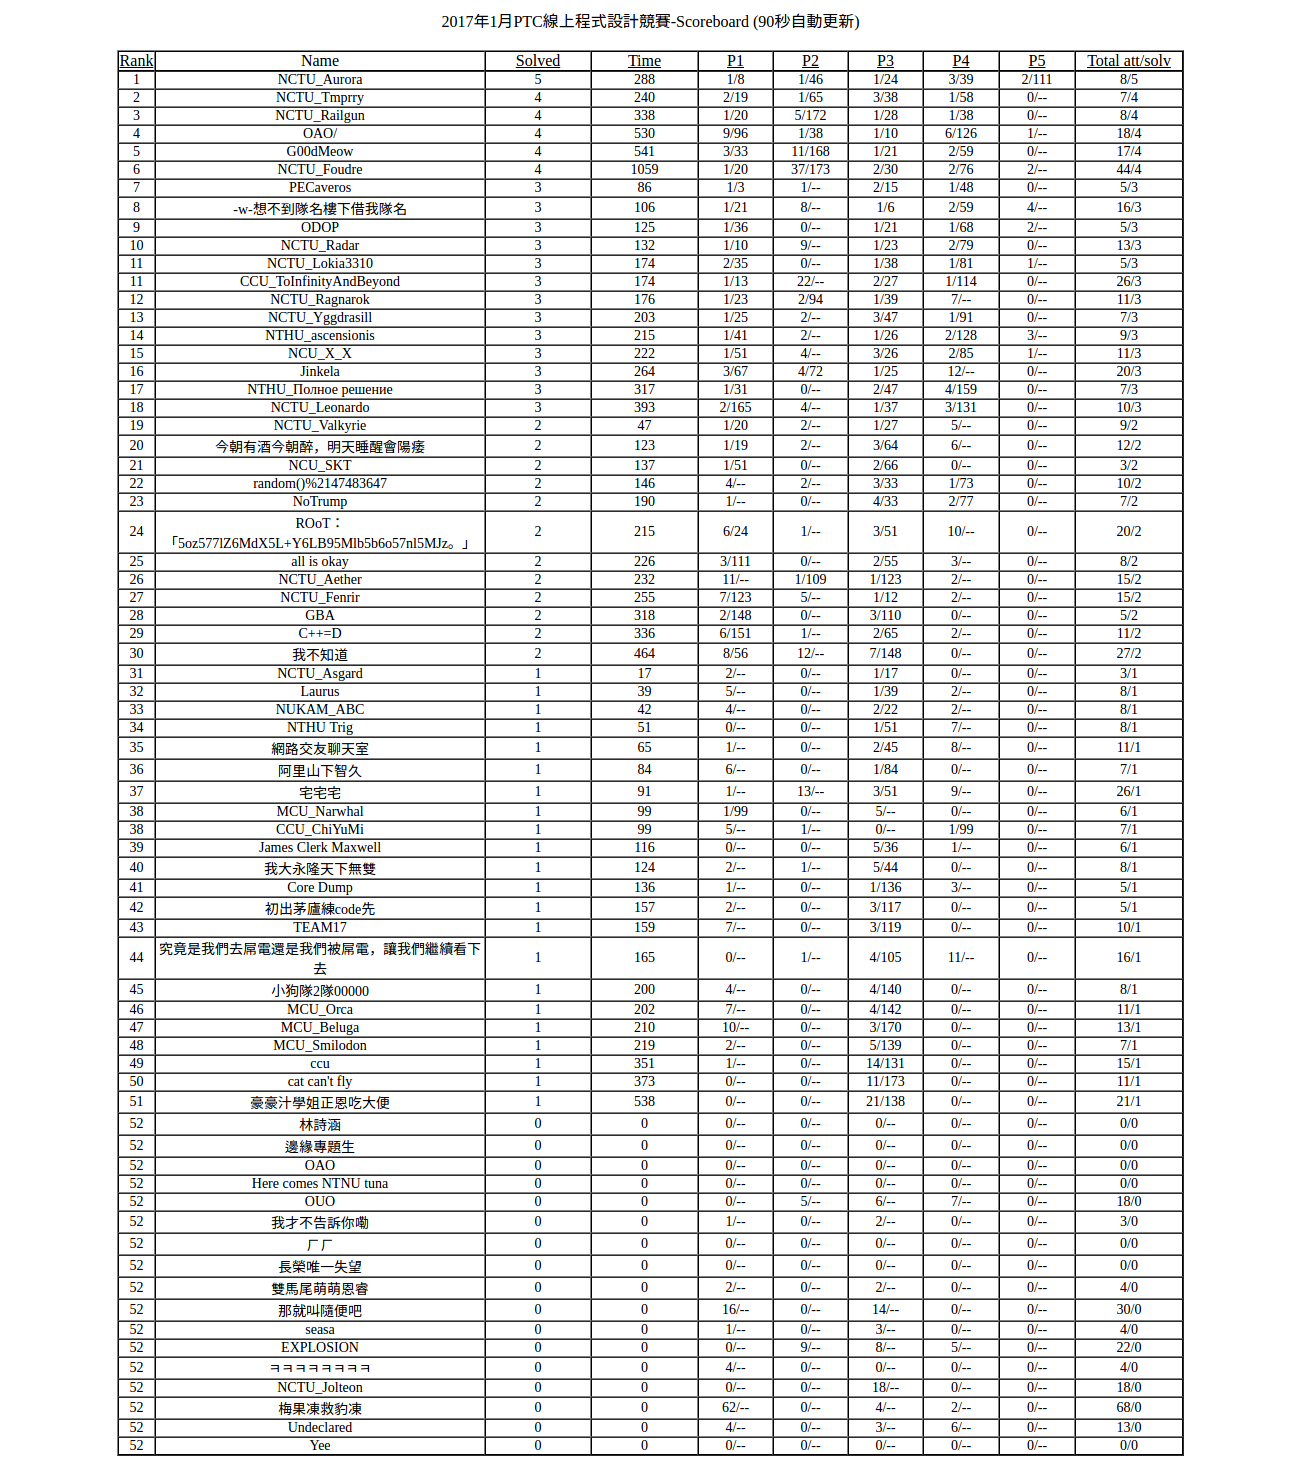 2017年1月PTC線上程式設計競賽-Scoreboard (90秒自動更新)
Rank Name Solved Time P1 P2 P3 P4 P5 Total att/solv
1 NCTU_Aurora 5 288 1/8 1/46 1/24 3/39 2/111 8/5
2 NCTU_Tmprry 4 240 2/19 1/65 3/38 1/58 0/-- 7/4
3 NCTU_Railgun 4 338 1/20 5/172 1/28 1/38 0/-- 8/4
4 OAO/ 4 530 9/96 1/38 1/10 6/126 1/-- 18/4
5 G00dMeow 4 541 3/33 11/168 1/21 2/59 0/-- 17/4
6 NCTU_Foudre 4 1059 1/20 37/173 2/30 2/76 2/-- 44/4
7 PECaveros 3 86 1/3 1/-- 2/15 1/48 0/-- 5/3
8 -w-想不到隊名樓下借我隊名 3 106 1/21 8/-- 1/6 2/59 4/-- 16/3
9 ODOP 3 125 1/36 0/-- 1/21 1/68 2/-- 5/3
10 NCTU_Radar 3 132 1/10 9/-- 1/23 2/79 0/-- 13/3
11 NCTU_Lokia3310 3 174 2/35 0/-- 1/38 1/81 1/-- 5/3
11 CCU_ToInfinityAndBeyond 3 174 1/13 22/-- 2/27 1/114 0/-- 26/3
12 NCTU_Ragnarok 3 176 1/23 2/94 1/39 7/-- 0/-- 11/3
13 NCTU_Yggdrasill 3 203 1/25 2/-- 3/47 1/91 0/-- 7/3
14 NTHU_ascensionis 3 215 1/41 2/-- 1/26 2/128 3/-- 9/3
15 NCU_X_X 3 222 1/51 4/-- 3/26 2/85 1/-- 11/3
16 Jinkela 3 264 3/67 4/72 1/25 12/-- 0/-- 20/3
17 NTHU_Полное решение 3 317 1/31 0/-- 2/47 4/159 0/-- 7/3
18 NCTU_Leonardo 3 393 2/165 4/-- 1/37 3/131 0/-- 10/3
19 NCTU_Valkyrie 2 47 1/20 2/-- 1/27 5/-- 0/-- 9/2
20 今朝有酒今朝醉，明天睡醒會陽痿 2 123 1/19 2/-- 3/64 6/-- 0/-- 12/2
21 NCU_SKT 2 137 1/51 0/-- 2/66 0/-- 0/-- 3/2
22 random()%2147483647 2 146 4/-- 2/-- 3/33 1/73 0/-- 10/2
23 NoTrump 2 190 1/-- 0/-- 4/33 2/77 0/-- 7/2
24 ROoT：
「5oz577lZ6MdX5L+Y6LB95Mlb5b6o57nl5MJz。」 2 215 6/24 1/-- 3/51 10/-- 0/-- 20/2
25 all is okay 2 226 3/111 0/-- 2/55 3/-- 0/-- 8/2
26 NCTU_Aether 2 232 11/-- 1/109 1/123 2/-- 0/-- 15/2
27 NCTU_Fenrir 2 255 7/123 5/-- 1/12 2/-- 0/-- 15/2
28 GBA 2 318 2/148 0/-- 3/110 0/-- 0/-- 5/2
29 C++=D 2 336 6/151 1/-- 2/65 2/-- 0/-- 11/2
30 我不知道 2 464 8/56 12/-- 7/148 0/-- 0/-- 27/2
31 NCTU_Asgard 1 17 2/-- 0/-- 1/17 0/-- 0/-- 3/1
32 Laurus 1 39 5/-- 0/-- 1/39 2/-- 0/-- 8/1
33 NUKAM_ABC 1 42 4/-- 0/-- 2/22 2/-- 0/-- 8/1
34 NTHU Trig 1 51 0/-- 0/-- 1/51 7/-- 0/-- 8/1
35 網路交友聊天室 1 65 1/-- 0/-- 2/45 8/-- 0/-- 11/1
36 阿里山下智久 1 84 6/-- 0/-- 1/84 0/-- 0/-- 7/1
37 宅宅宅 1 91 1/-- 13/-- 3/51 9/-- 0/-- 26/1
38 MCU_Narwhal 1 99 1/99 0/-- 5/-- 0/-- 0/-- 6/1
38 CCU_ChiYuMi 1 99 5/-- 1/-- 0/-- 1/99 0/-- 7/1
39 James Clerk Maxwell 1 116 0/-- 0/-- 5/36 1/-- 0/-- 6/1
40 我大永隆天下無雙 1 124 2/-- 1/-- 5/44 0/-- 0/-- 8/1
41 Core Dump 1 136 1/-- 0/-- 1/136 3/-- 0/-- 5/1
42 初出茅廬練code先 1 157 2/-- 0/-- 3/117 0/-- 0/-- 5/1
43 TEAM17 1 159 7/-- 0/-- 3/119 0/-- 0/-- 10/1
44 究竟是我們去屌電還是我們被屌電，讓我們繼續看下
去 1 165 0/-- 1/-- 4/105 11/-- 0/-- 16/1
45 小狗隊2隊00000 1 200 4/-- 0/-- 4/140 0/-- 0/-- 8/1
46 MCU_Orca 1 202 7/-- 0/-- 4/142 0/-- 0/-- 11/1
47 MCU_Beluga 1 210 10/-- 0/-- 3/170 0/-- 0/-- 13/1
48 MCU_Smilodon 1 219 2/-- 0/-- 5/139 0/-- 0/-- 7/1
49 ccu 1 351 1/-- 0/-- 14/131 0/-- 0/-- 15/1
50 cat can't fly 1 373 0/-- 0/-- 11/173 0/-- 0/-- 11/1
51 豪豪汁學姐正恩吃大便 1 538 0/-- 0/-- 21/138 0/-- 0/-- 21/1
52 林詩涵 0 0 0/-- 0/-- 0/-- 0/-- 0/-- 0/0
52 邊緣專題生 0 0 0/-- 0/-- 0/-- 0/-- 0/-- 0/0
52 OAO 0 0 0/-- 0/-- 0/-- 0/-- 0/-- 0/0
52 Here comes NTNU tuna 0 0 0/-- 0/-- 0/-- 0/-- 0/-- 0/0
52 OUO 0 0 0/-- 5/-- 6/-- 7/-- 0/-- 18/0
52 我才不告訴你嘞 0 0 1/-- 0/-- 2/-- 0/-- 0/-- 3/0
52 ㄏㄏ 0 0 0/-- 0/-- 0/-- 0/-- 0/-- 0/0
52 長榮唯一失望 0 0 0/-- 0/-- 0/-- 0/-- 0/-- 0/0
52 雙馬尾萌萌恩睿 0 0 2/-- 0/-- 2/-- 0/-- 0/-- 4/0
52 那就叫隨便吧 0 0 16/-- 0/-- 14/-- 0/-- 0/-- 30/0
52 seasa 0 0 1/-- 0/-- 3/-- 0/-- 0/-- 4/0
52 EXPLOSION 0 0 0/-- 9/-- 8/-- 5/-- 0/-- 22/0
52 ㅋㅋㅋㅋㅋㅋㅋㅋ 0 0 4/-- 0/-- 0/-- 0/-- 0/-- 4/0
52 NCTU_Jolteon 0 0 0/-- 0/-- 18/-- 0/-- 0/-- 18/0
52 梅果凍救豹凍 0 0 62/-- 0/-- 4/-- 2/-- 0/-- 68/0
52 Undeclared 0 0 4/-- 0/-- 3/-- 6/-- 0/-- 13/0
52 Yee 0 0 0/-- 0/-- 0/-- 0/-- 0/-- 0/0